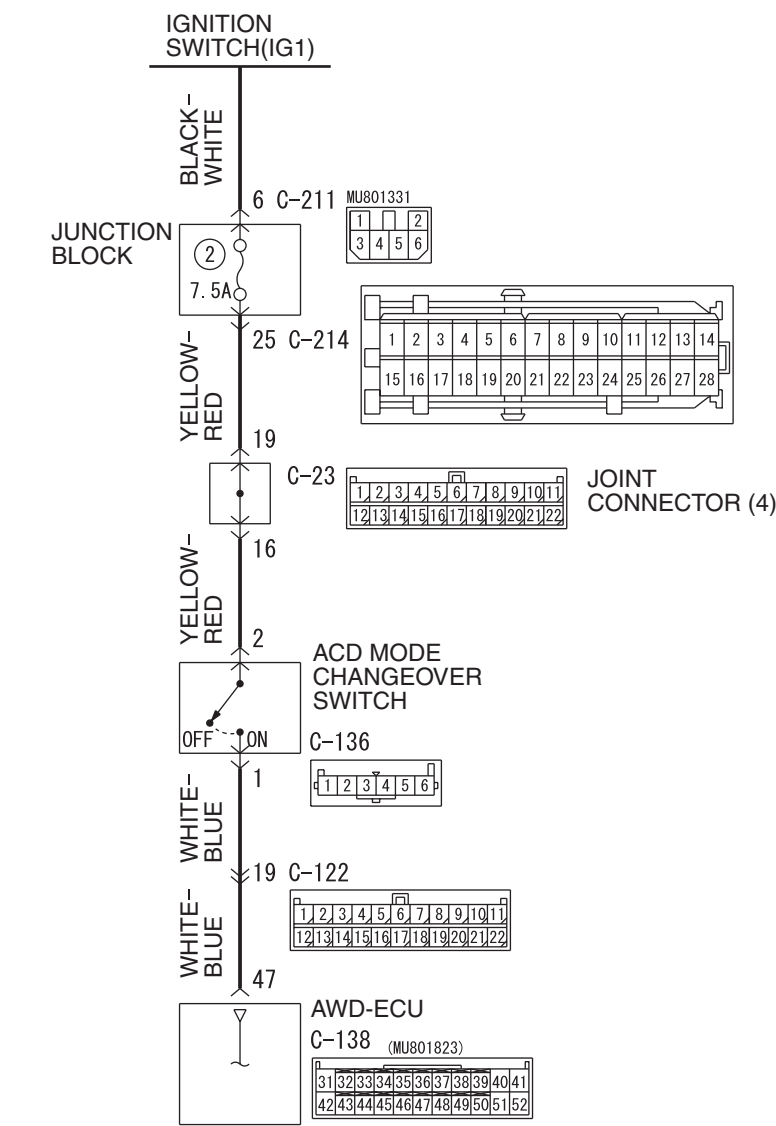 IGNITION
SWITCH(IG1)
BLACK–
WHITE
6 C-211 MU801331
1 2
3 4 5 6
JUNCTION
BLOCK
2
7.5A
25 C-214
1 2 3 4 5 6 7 8 9 10 11 12 13 14
15 16 17 18 19 20 21 22 23 24 25 26 27 28
YELLOW–
RED
19
C-23
1 2 3 4 5 6 7 8 9 10 11
12 13 14 15 16 17 18 19 20 21 22
JOINT
CONNECTOR (4)
16
YELLOW–
RED
2
ACD MODE
CHANGEOVER
SWITCH
OFF ON
C-136
1 2 3 4 5 6
1
WHITE–
BLUE
19 C-122
1 2 3 4 5 6 7 8 9 10 11
12 13 14 15 16 17 18 19 20 21 22
WHITE–
BLUE
47
AWD-ECU
C-138 (MU801823)
31 32 33 34 35 36 37 38 39 40 41
42 43 44 45 46 47 48 49 50 51 52